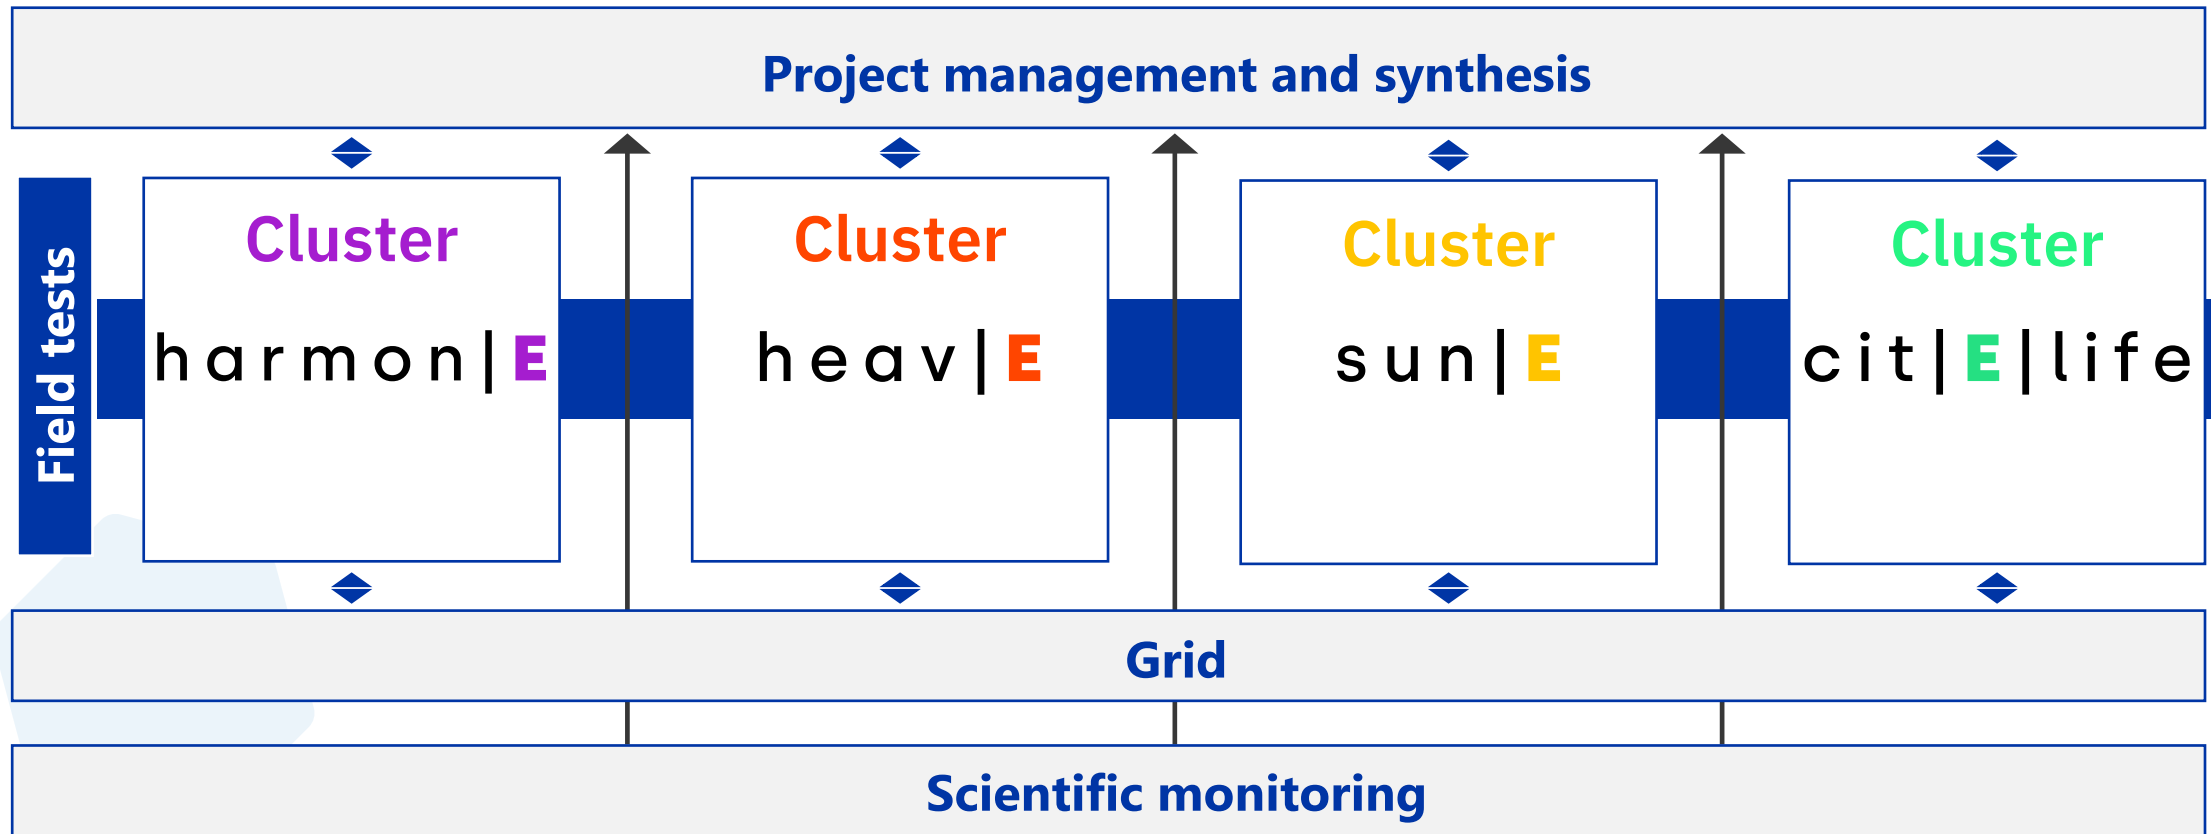 Project management and synthesis
Field tests
Cluster
harmon|E
Cluster
heav|E
Cluster
sun|E
Cluster
cit|E|life
Grid
Scientific monitoring